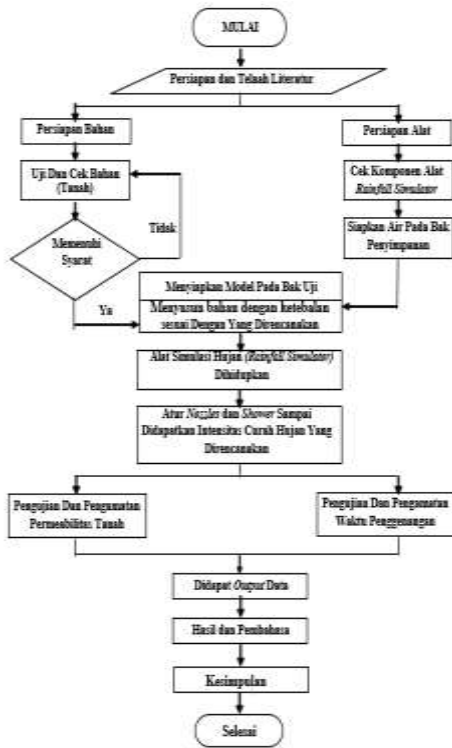 MULAI
Persiapan dan Telaah Literatur
Persiapan Bahan
Uji Dan Cek Bahan
(Tanah)
Memenuhi
Syarat
Tidak
Ya
Persiapan Alat
Cek Komponen Alat
Rainfall Simulator
Siapkan Air Pada Bak
Penyimpanan
Menyiapkan Model Pada Bak Uji
Menyusun bahan dengan ketebalan
sesuai Dengan Yang Direncanakan
Alat Simulasi Hujan (Rainfall Simulator)
Dihidupkan
Atur Nozzles dan Shower Sampai
Didapatkan Intensitas Curah Hujan Yang
Direncanakan
Pengujian Dan Pengamatan
Permeabilitas Tanah
Pengujian Dan Pengamatan
Waktu Penggenangan
Didapat Output Data
Hasil dan Pembahasa
Kesimpulan
Selesai